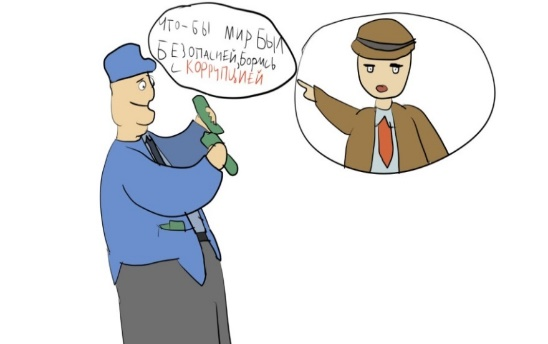 Что-бы мир был
безопасней,борись
с коррупцией